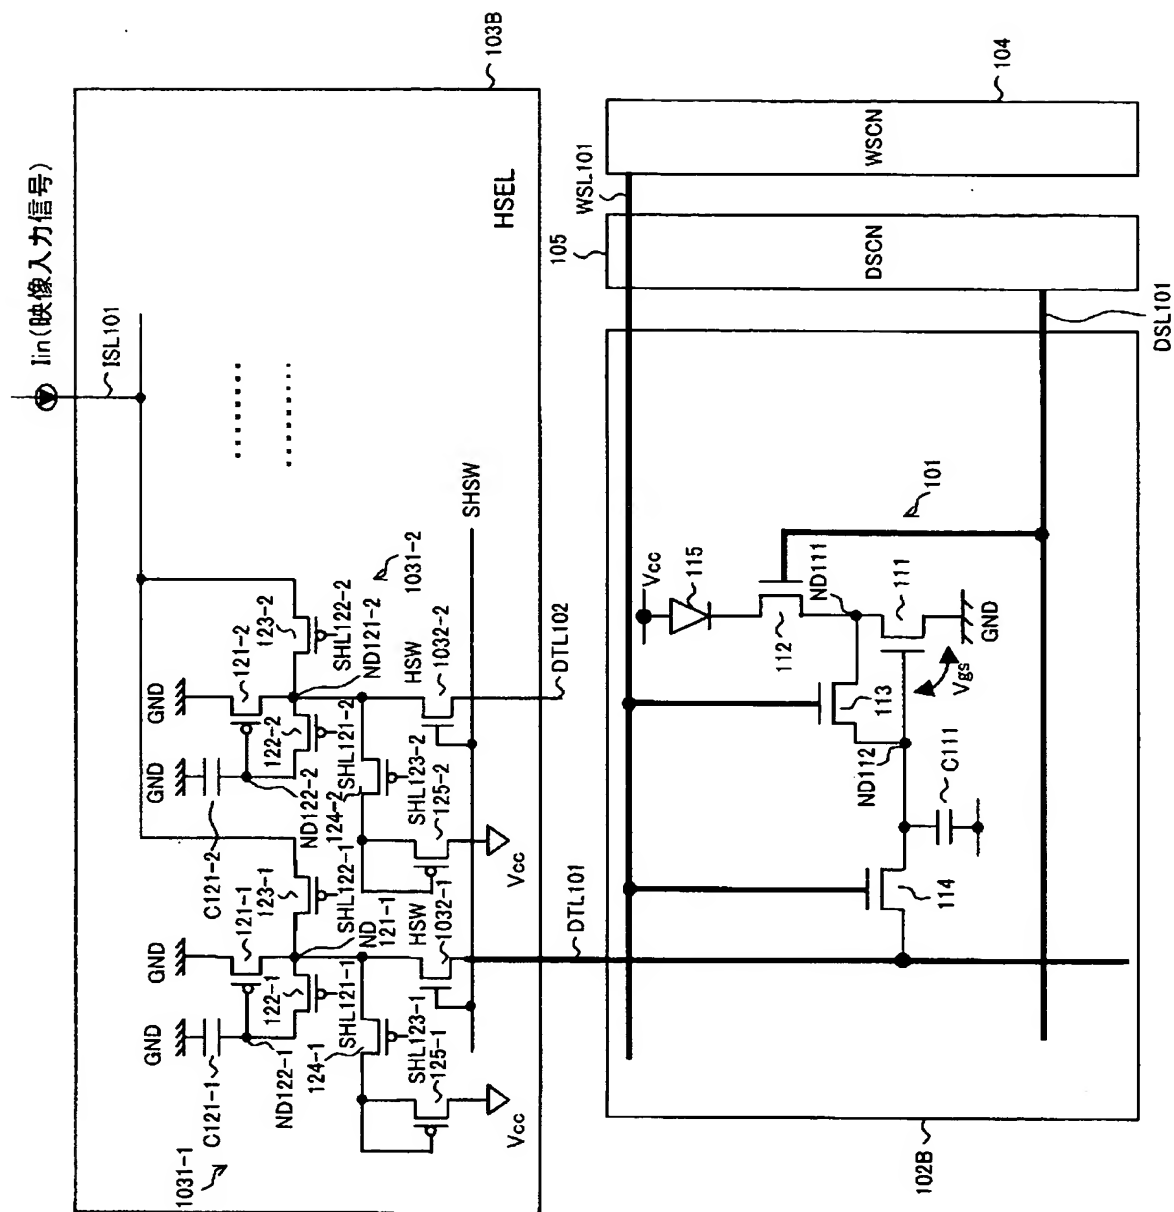 Iin(映像入力信号)
ISL101
103B
HSEL
SHSW
1031-1
C121-1
GND
GND
121-1
122-1
ND122-1
SHL121-1
124-1
ND
121-1
SHL122-1
123-1
SHL123-1
125-1
Vcc
HSW
1032-1
C121-2
GND
GND
121-2
122-2
ND122-2
SHL121-2
124-2
ND121-2
SHL122-2
123-2
1031-2
SHL123-2
125-2
Vcc
HSW
1032-2
DTL101
DTL102
WSL101
104
WSCN
105
DSCN
DSL101
102B
101
Vcc
115
112
ND111
111
GND
Vgs
113
ND112
C111
114